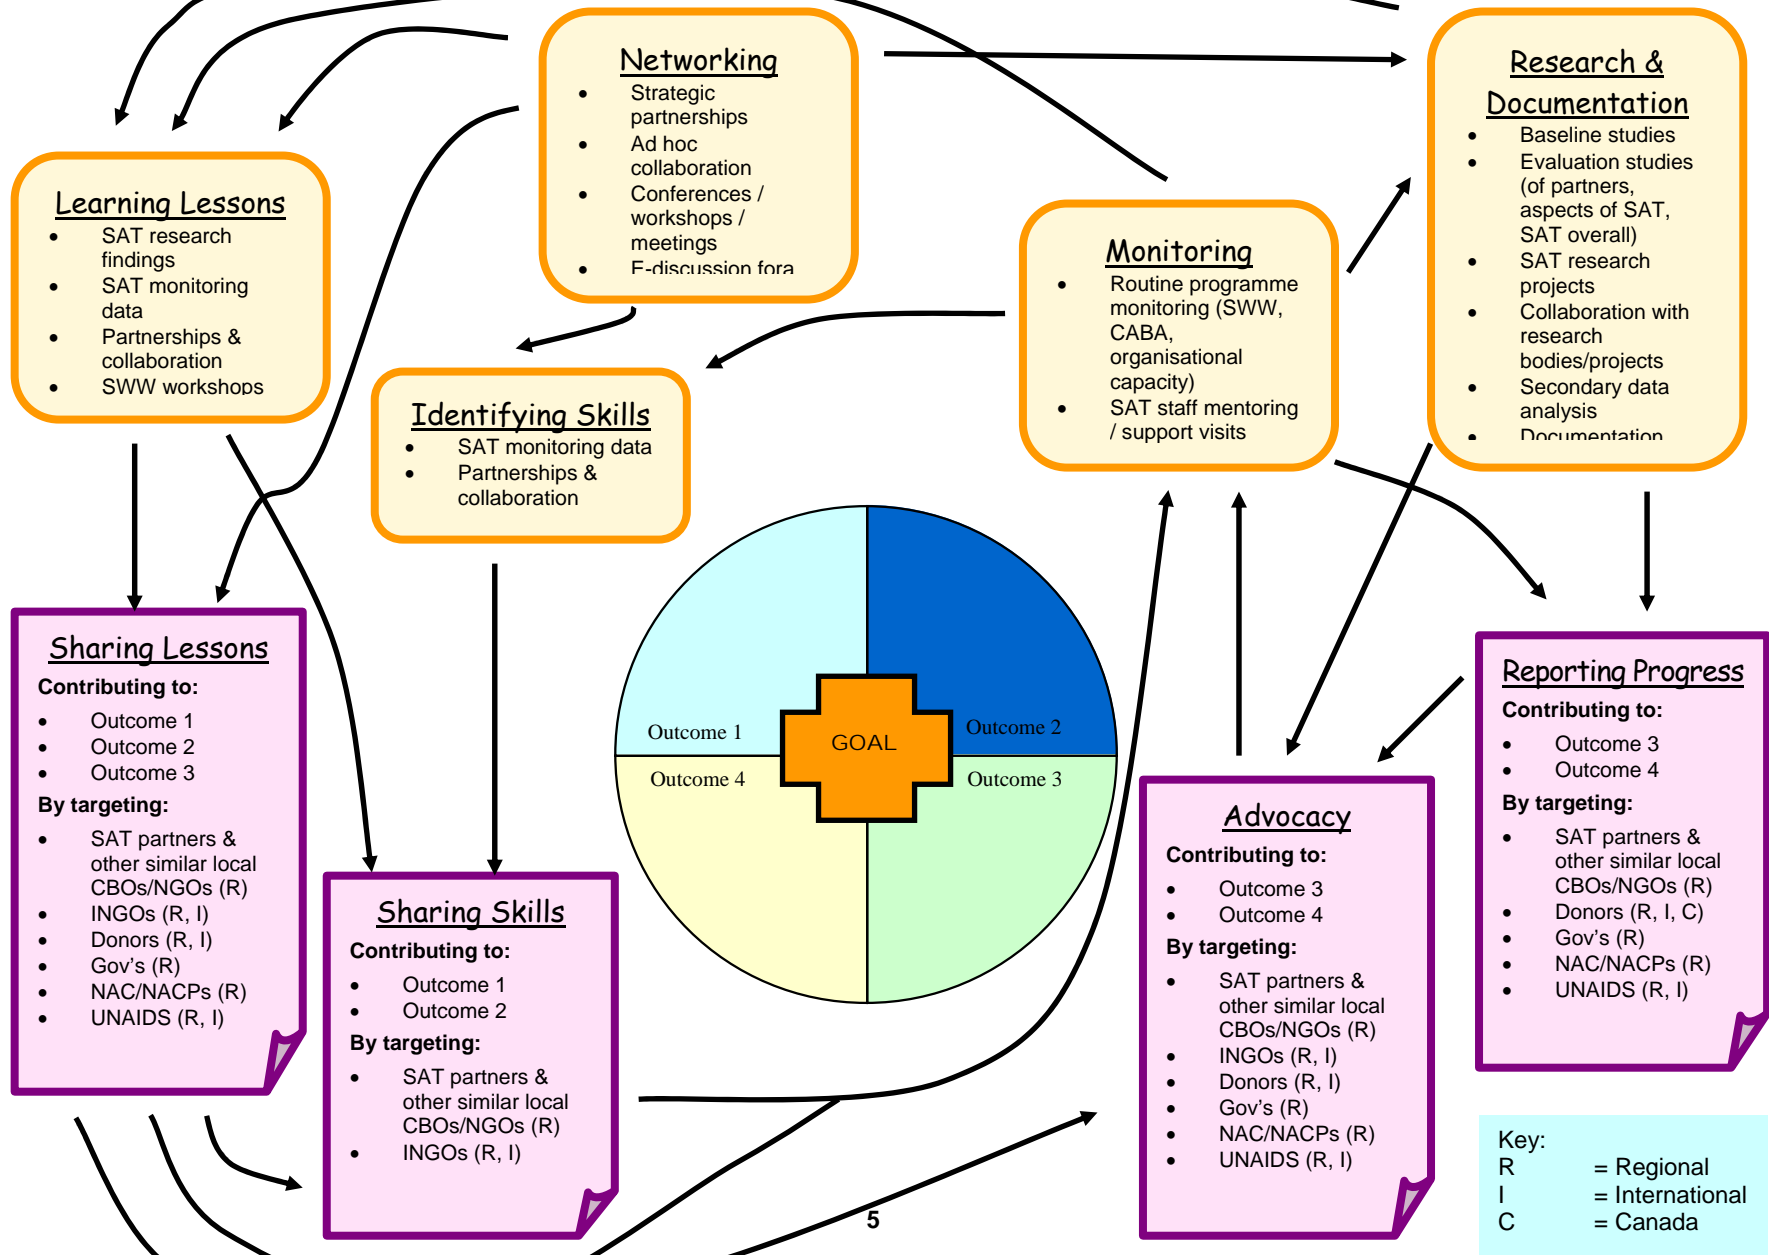 Networking
• Strategic
partnerships
• Ad hoc
collaboration
• Conferences /
workshops /
meetings
• E-discussion fora
Research &
Documentation
• Baseline studies
• Evaluation studies
(of partners,
aspects of SAT,
SAT overall)
• SAT research
projects
• Collaboration with
research
bodies/projects
• Secondary data
analysis
• Documentation
Learning Lessons
• SAT research
findings
• SAT monitoring
data
• Partnerships &
collaboration
• SWW workshops
Monitoring
• Routine programme
monitoring (SWW,
CABA,
organisational
capacity)
• SAT staff mentoring
/ support visits
Identifying Skills
• SAT monitoring data
• Partnerships &
collaboration
Outcome 1
Outcome 2
GOAL
Outcome 4
Outcome 3
Sharing Lessons
Contributing to:
• Outcome 1
• Outcome 2
• Outcome 3
By targeting:
• SAT partners &
other similar local
CBOs/NGOs (R)
• INGOs (R, I)
• Donors (R, I)
• Gov's (R)
• NAC/NACPs (R)
• UNAIDS (R, I)
Sharing Skills
Contributing to:
• Outcome 1
• Outcome 2
By targeting:
• SAT partners &
other similar local
CBOs/NGOs (R)
• INGOs (R, I)
Advocacy
Contributing to:
• Outcome 3
• Outcome 4
By targeting:
• SAT partners &
other similar local
CBOs/NGOs (R)
• INGOs (R, I)
• Donors (R, I)
• Gov's (R)
• NAC/NACPs (R)
• UNAIDS (R, I)
Reporting Progress
Contributing to:
• Outcome 3
• Outcome 4
By targeting:
• SAT partners &
other similar local
CBOs/NGOs (R)
• Donors (R, I, C)
• Gov's (R)
• NAC/NACPs (R)
• UNAIDS (R, I)
Key:
R = Regional
I = International
C = Canada
5